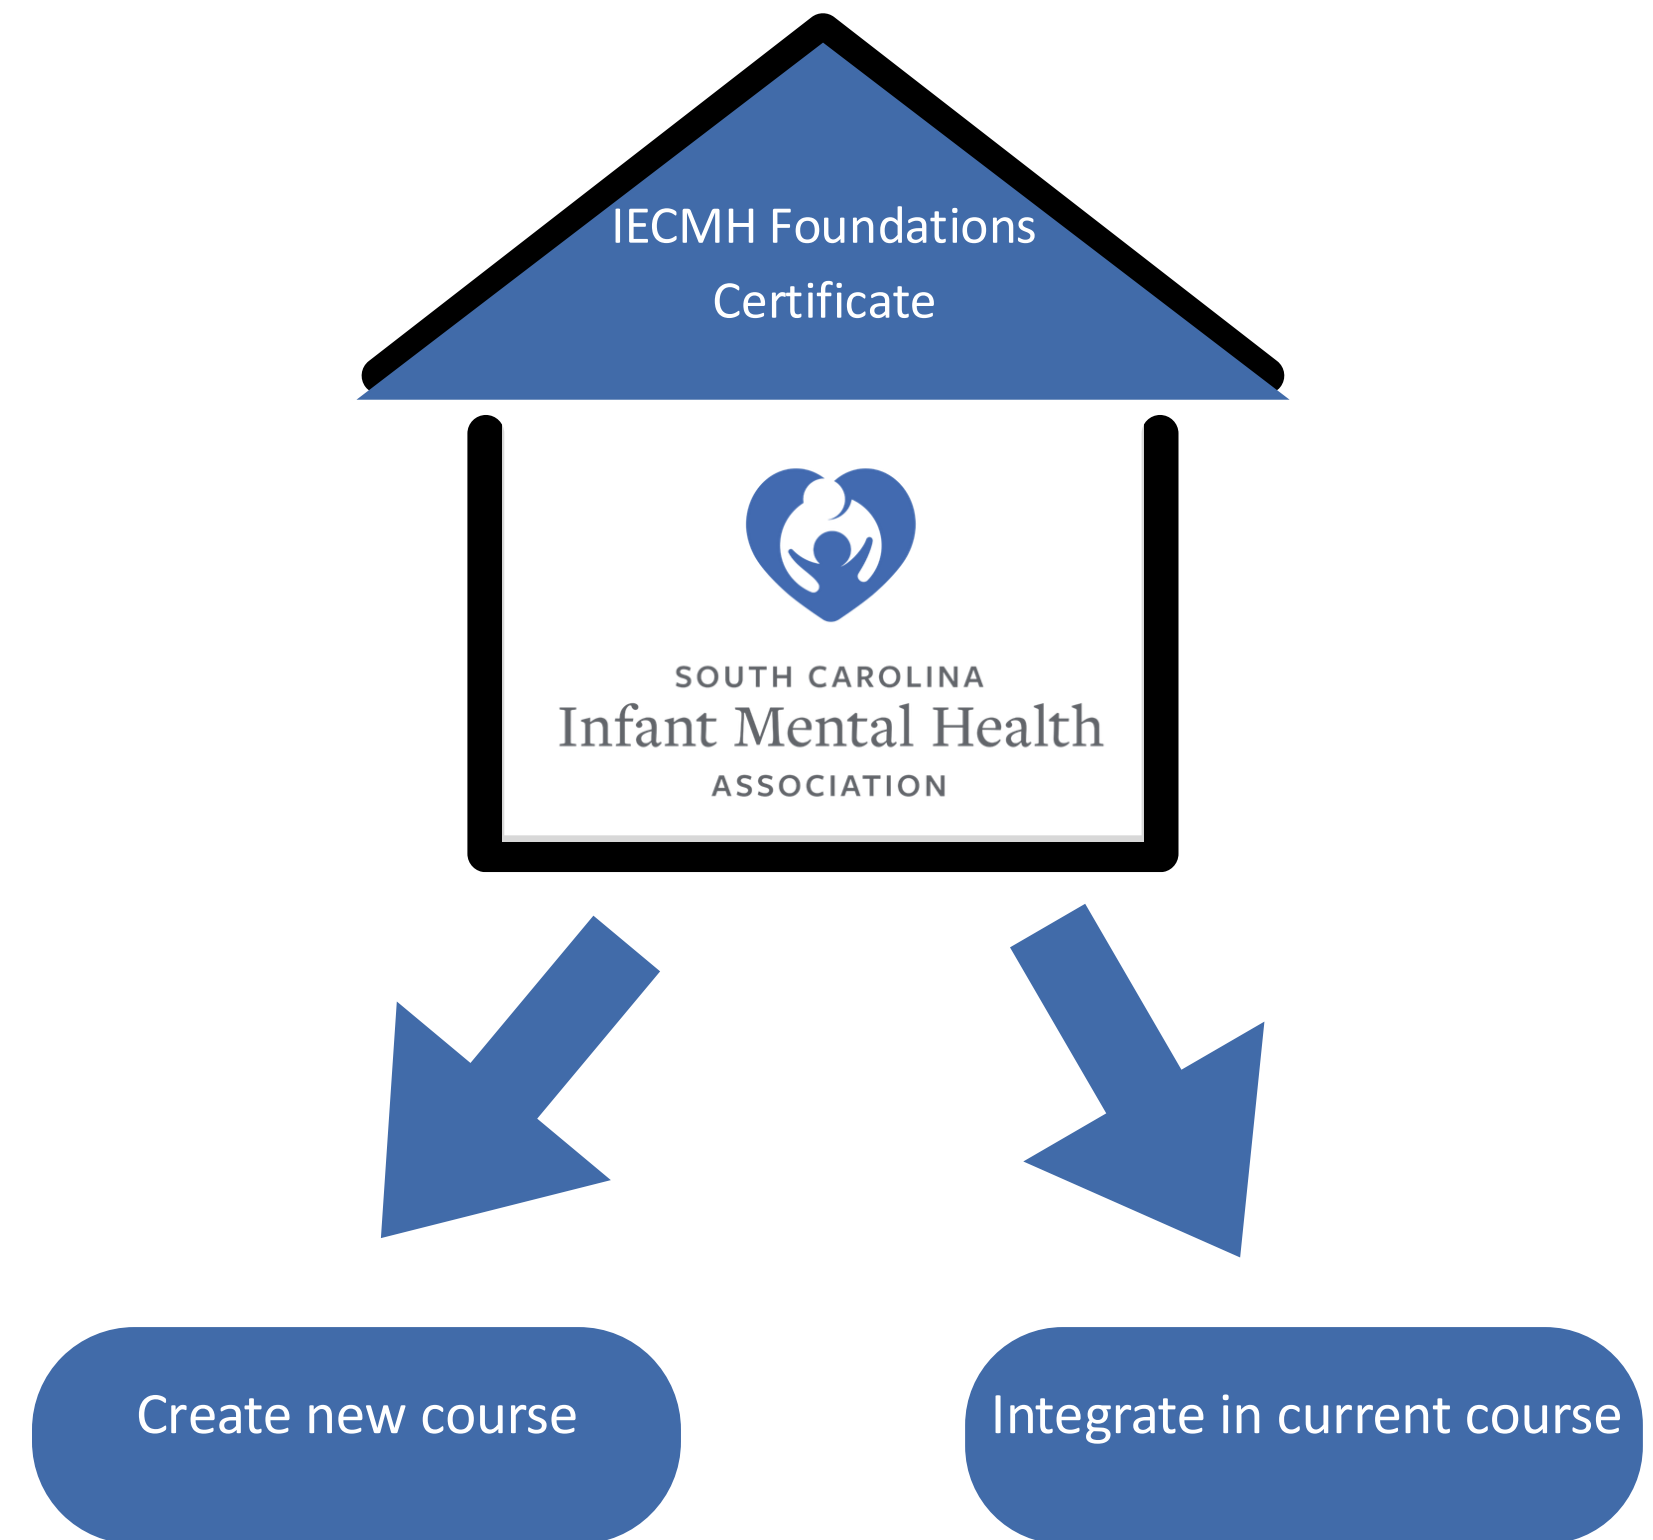 IECMH Foundations
Certificate
SOUTH CAROLINA
Infant Mental Health
ASSOCIATION
Create new course
Integrate in current course